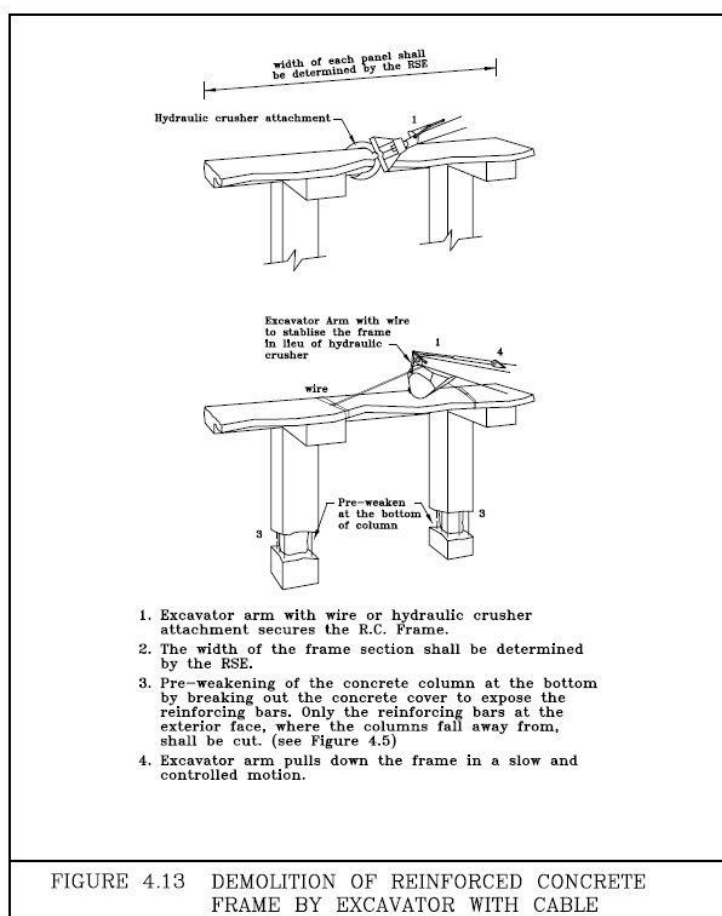 width of each panel shall
be determined by the RSE
Hydraulic crusher attachment
1
Excavator Arm with wire
to stablise the frame
in lieu of hydraulic
crusher
1
4
wire
Pre-weaken
at the bottom
of column
3
3
1. Excavator arm with wire or hydraulic crusher
attachment secures the R.C. Frame.
2. The width of the frame section shall be determined
by the RSE.
3. Pre-weakening of the concrete column at the bottom
by breaking out the concrete cover to expose the
reinforcing bars. Only the reinforcing bars at the
exterior face, where the columns fall away from,
shall be cut. (see Figure 4.5)
4. Excavator arm pulls down the frame in a slow and
controlled motion.
FIGURE 4.13 DEMOLITION OF REINFORCED CONCRETE
FRAME BY EXCAVATOR WITH CABLE